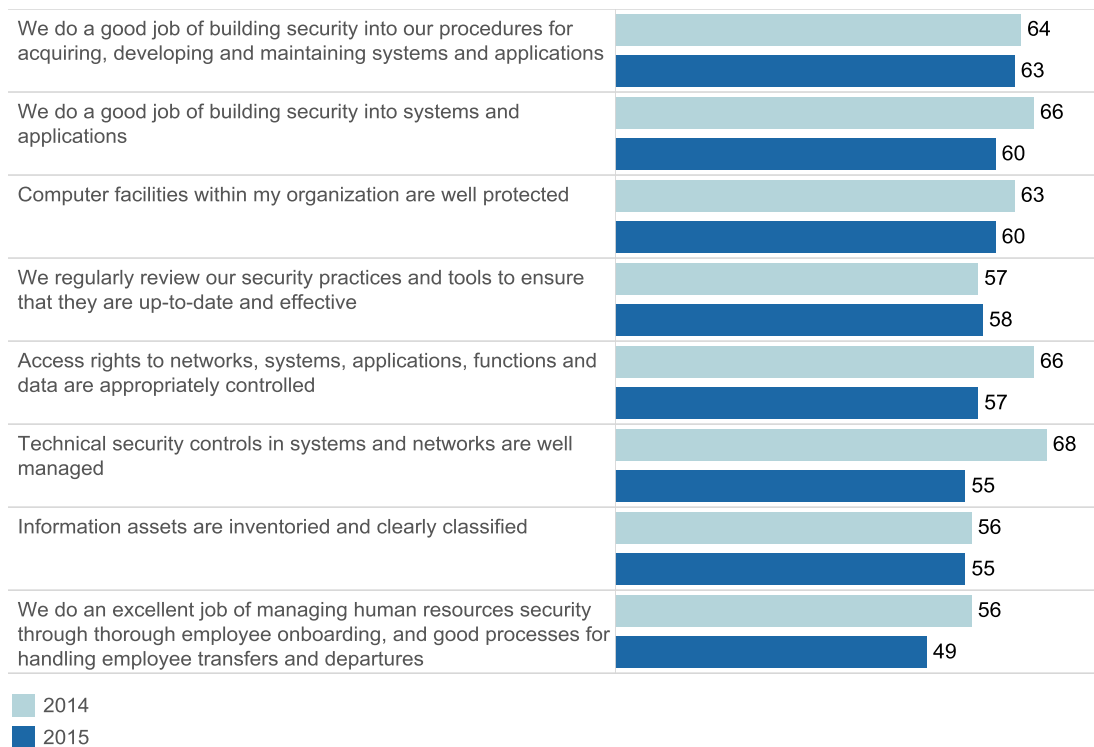 We do a good job of building security into our procedures for
acquiring, developing and maintaining systems and applications
64
63
We do a good job of building security into systems and
applications
66
60
Computer facilities within my organization are well protected
63
60
We regularly review our security practices and tools to ensure
that they are up-to-date and effective
57
58
Access rights to networks, systems, applications, functions and
data are appropriately controlled
66
57
Technical security controls in systems and networks are well
managed
68
55
Information assets are inventoried and clearly classified
56
55
We do an excellent job of managing human resources security
through thorough employee onboarding, and good processes for
handling employee transfers and departures
56
49
2014
2015